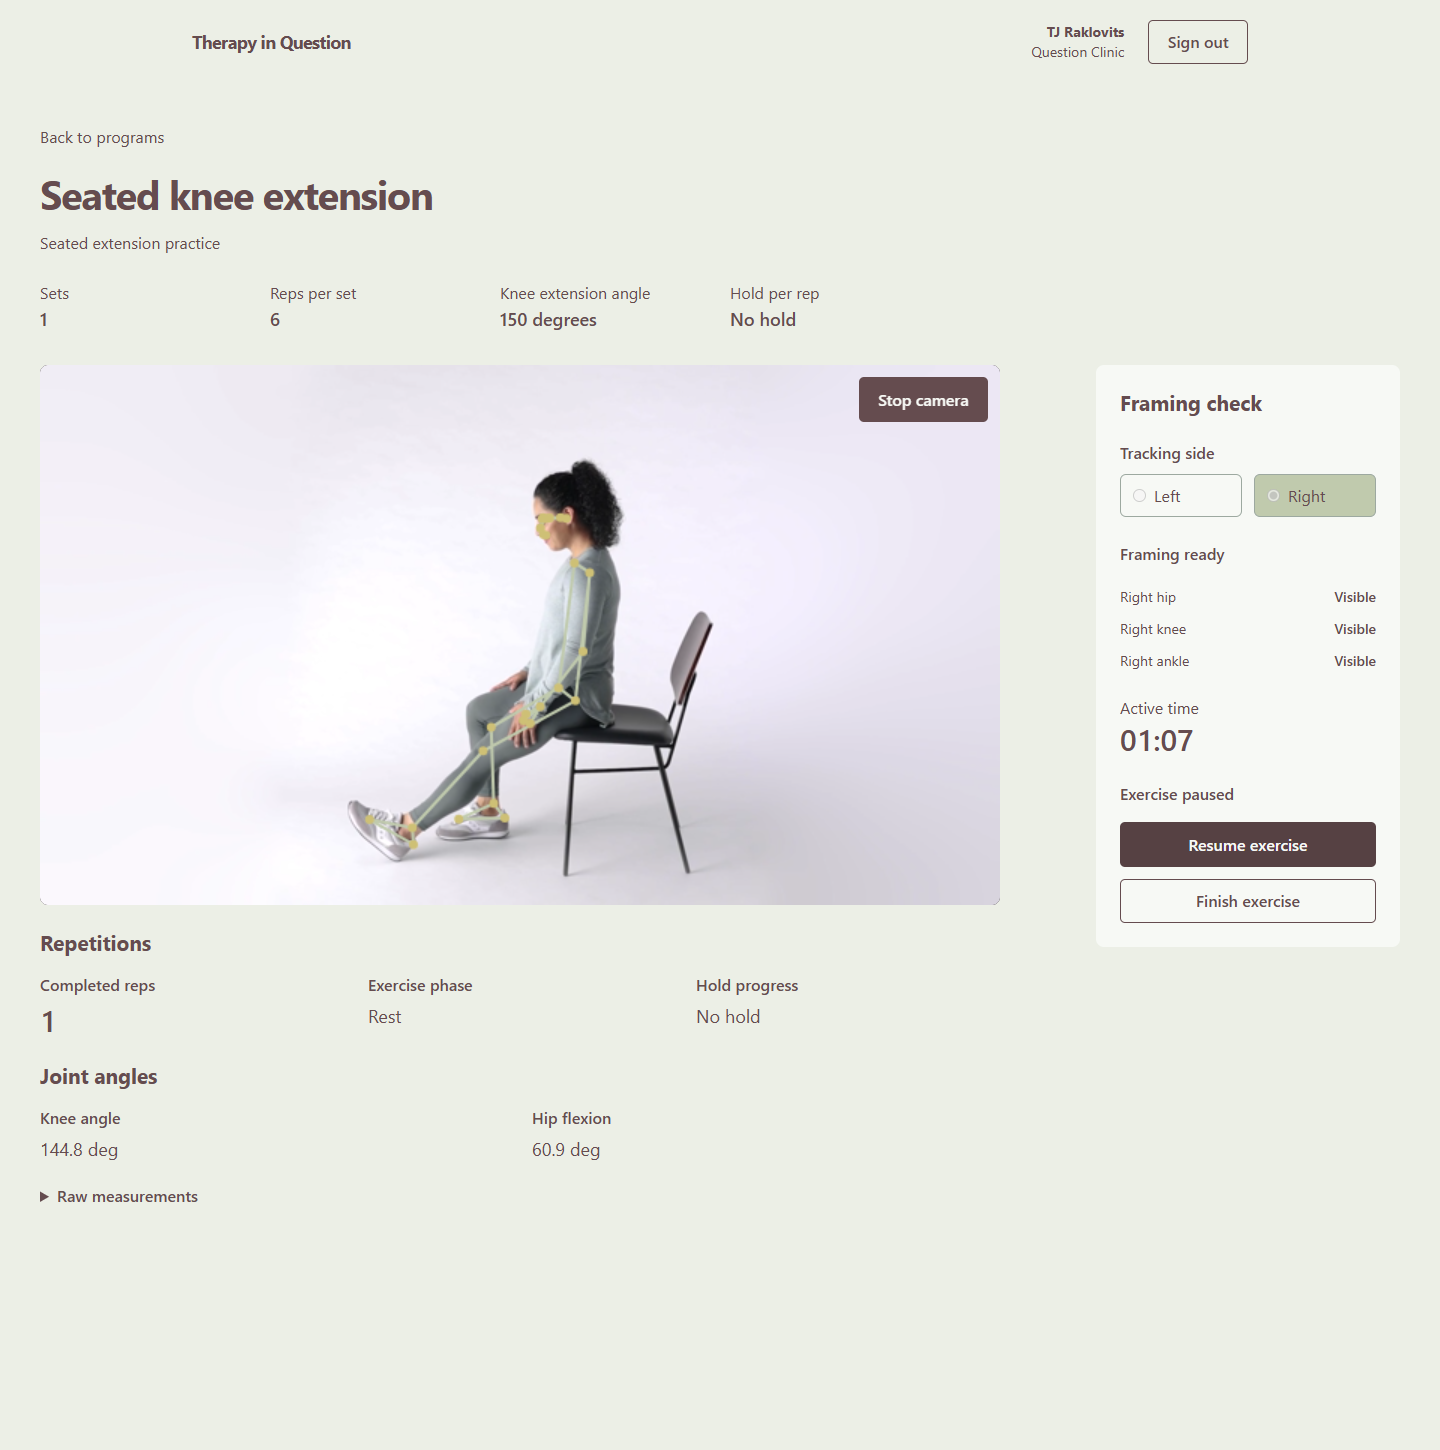 Therapy in Question
TJ Raklovits
Question Clinic
Sign out
Back to programs
Seated knee extension
Seated extension practice
Sets
1
Reps per set
6
Knee extension angle
150 degrees
Hold per rep
No hold
Stop camera
Framing check
Tracking side
Left
Right
Framing ready
Right hip Visible
Right knee Visible
Right ankle Visible
Active time
01:07
Exercise paused
Resume exercise
Finish exercise
Repetitions
Completed reps
1
Exercise phase
Rest
Hold progress
No hold
Joint angles
Knee angle
144.8 deg
Hip flexion
60.9 deg
Raw measurements